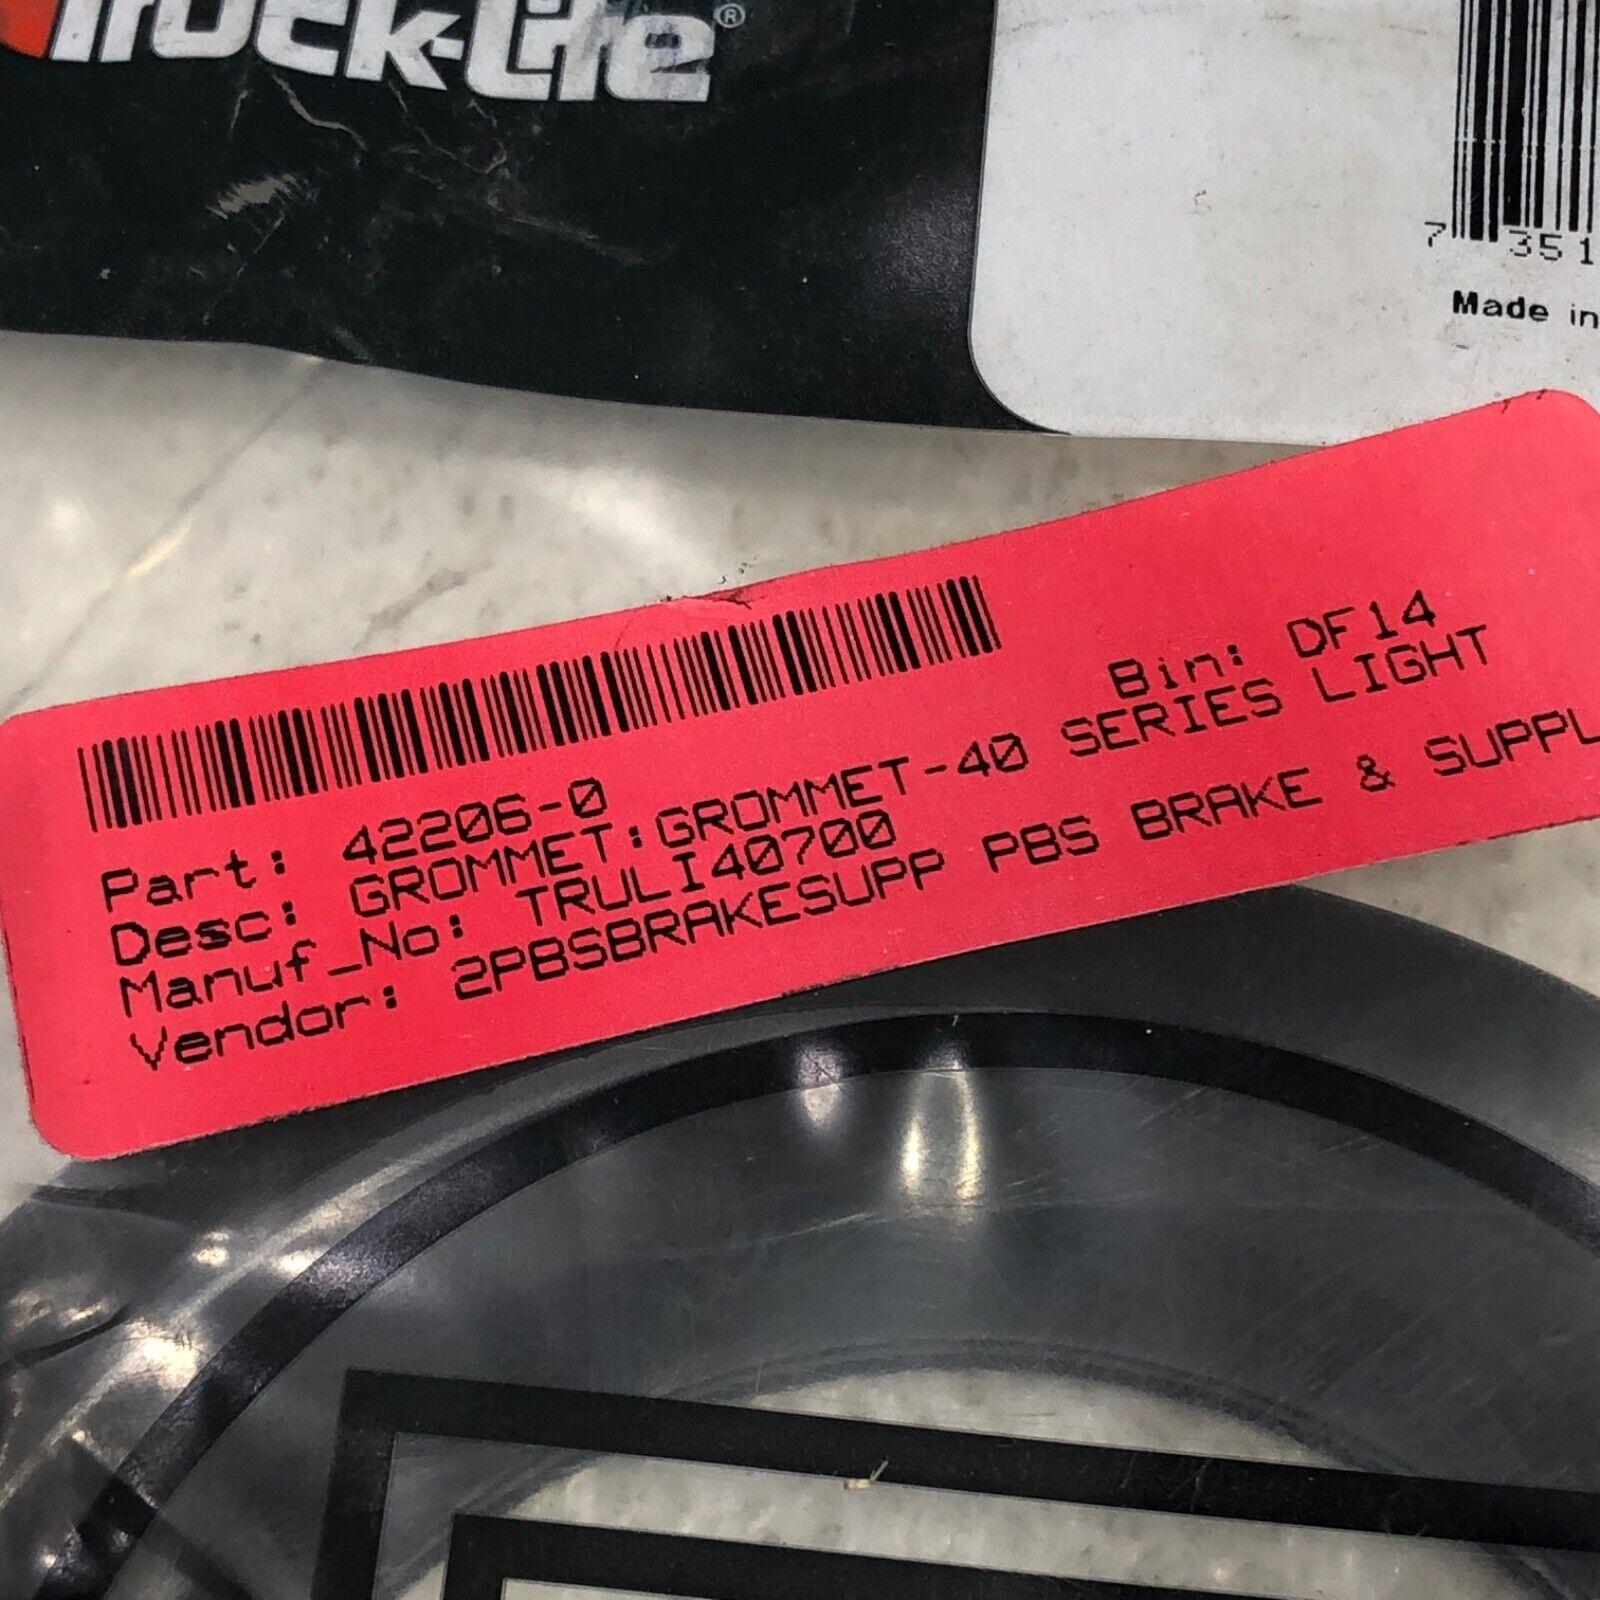 Truck-Lite®
7 351
Made in
Bin: DF14
Part: 42206-0
Desc: GROMMET:GROMMET-40 SERIES LIGHT
Manuf_No: TRULI40700
Vendor: 2PBSBRAKESUPP PBS BRAKE & SUPPL